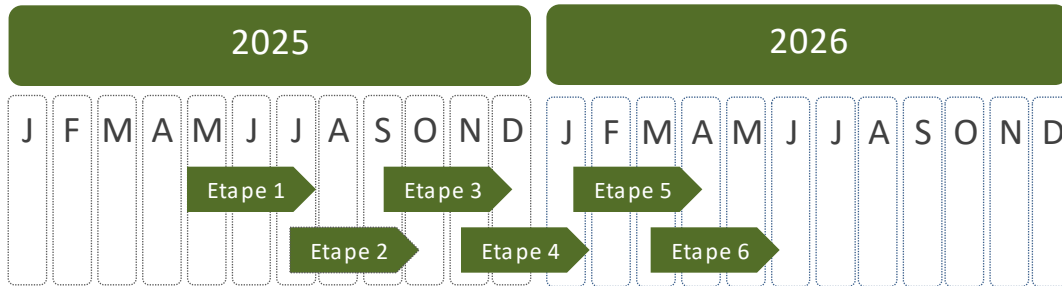 2025 2026
J F M A M J J A S O N D J F M A M J J A S O N D
Etape 1 Etape 3 Etape 5
Etape 2 Etape 4 Etape 6